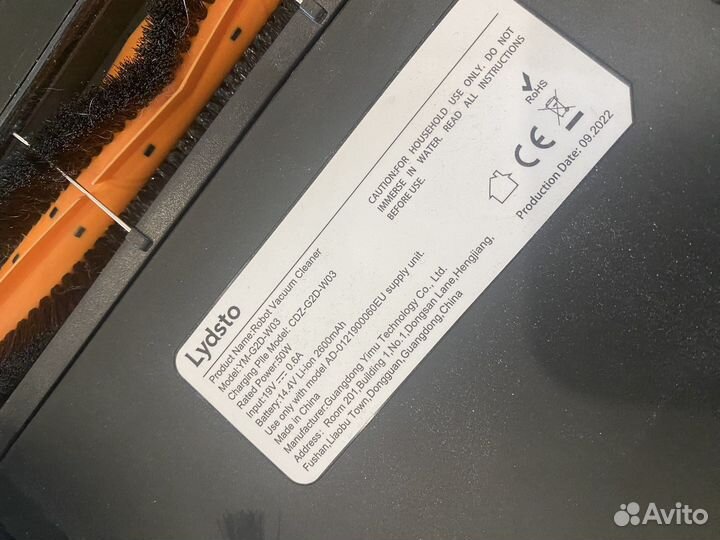 Lydsto
Product Name:Robot Vacuum Cleaner
Model:YM-G2D-W03
Charging Pile Model: CDZ-G2D-W03
Rated Power:50W
Input:19V 0.6A
Battery:14.4V Li-ion 2600mAh
Use only with model AD-0121900060EU supply unit.
Made in China
Manufacturer:Guangdong Yimu Technology Co., Ltd.
Address: Room 201,Building 1,No.1,Dongsan Lane,Hengjiang,
Fushan,Liaobu Town,Dongguan,Guangdong,China
CAUTION:FOR HOUSEHOLD USE ONLY. DO NOT
IMMERSE IN WATER. READ ALL INSTRUCTIONS
BEFORE USE.
RoHS
CE
Production Date: 09.2022
Avito